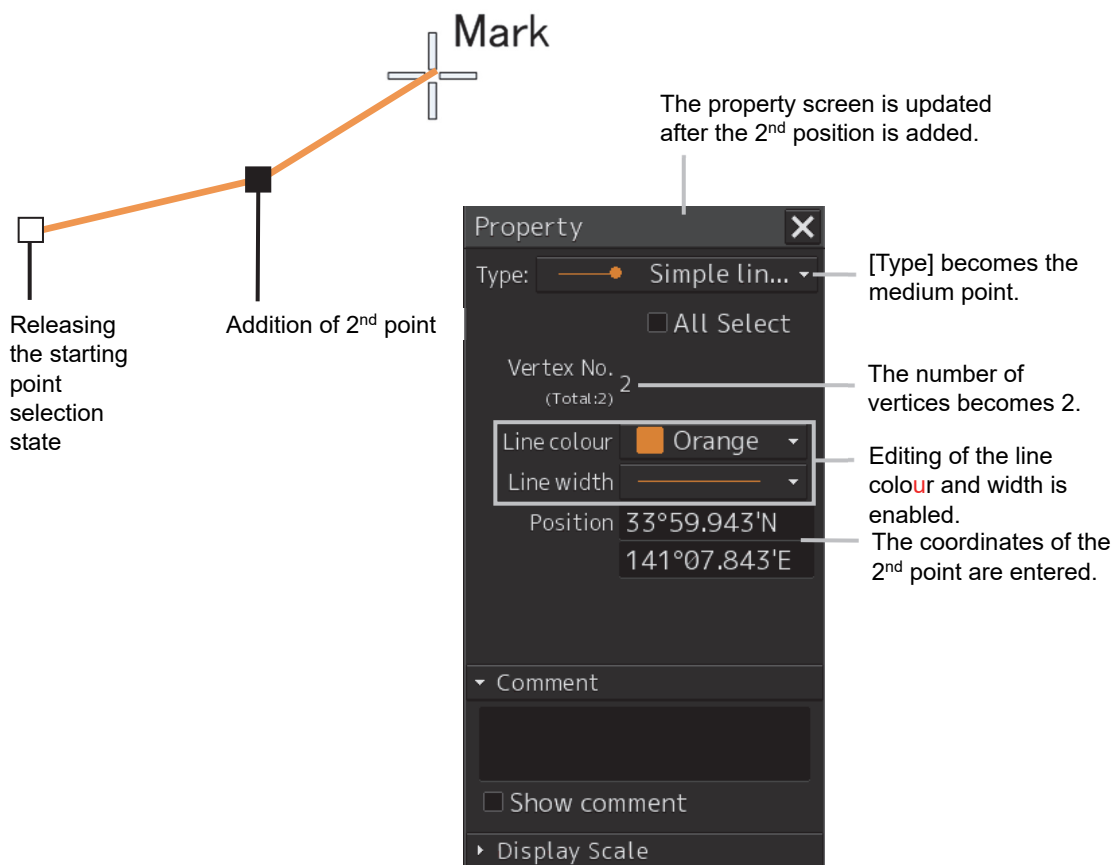 Mark
The property screen is updated
after the 2nd position is added.
Releasing
the starting
point
selection
state
Addition of 2nd point
Property
Type: Simple lin...
All Select
Vertex No.
(Total:2)
2
Line colour Orange
Line width
Position 33°59.943'N
141°07.843'E
Comment
Show comment
Display Scale
[Type] becomes the
medium point.
The number of
vertices becomes 2.
Editing of the line
colour and width is
enabled.
The coordinates of the
2nd point are entered.